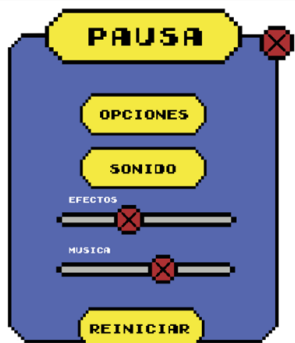 PAUSA
OPCIONES
SONIDO
EFECTOS
MUSICA
REINICIAR